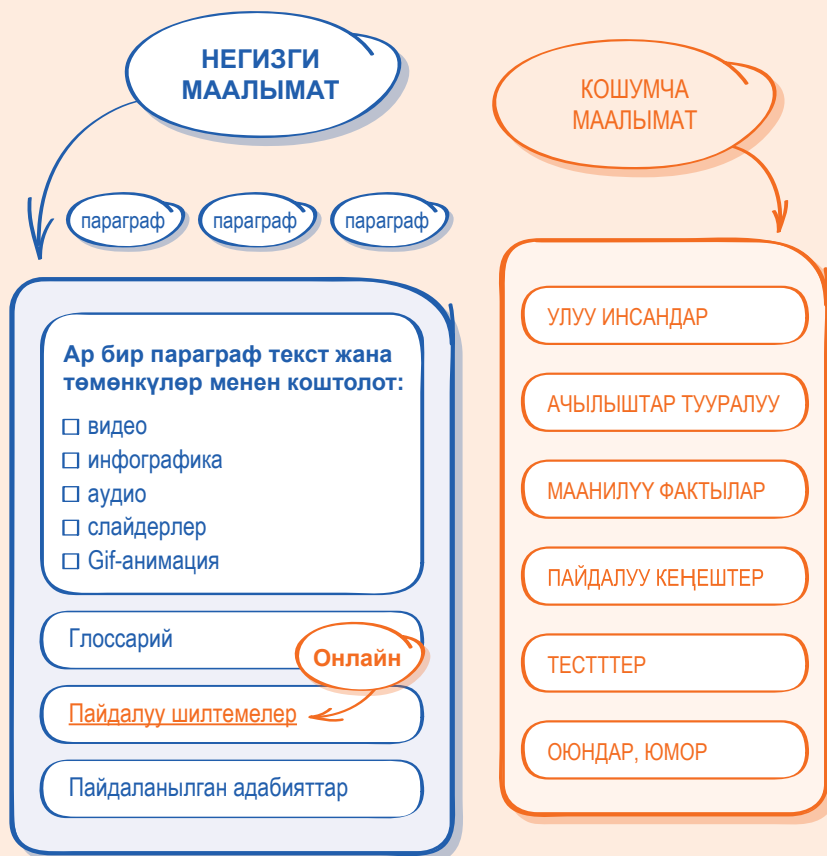 НЕГИЗГИ
МААЛЫМАТ
параграф
параграф
параграф
Ар бир параграф текст жана
төмөнкүлөр менен коштолот:
видео
инфографика
аудио
слайдерлер
Gif-анимация
Глоссарий
Онлайн
Пайдалуу шилтемелер
Пайдаланылган адабияттар
КОШУМЧА
МААЛЫМАТ
УЛУУ ИНСАНДАР
АЧЫЛЫШТАР ТУУРАЛУУ
МААНИЛҮҮ ФАКТЫЛАР
ПАЙДАЛУУ КЕҢЕШТЕР
ТЕСТТТЕР
ОЮНДАР, ЮМОР